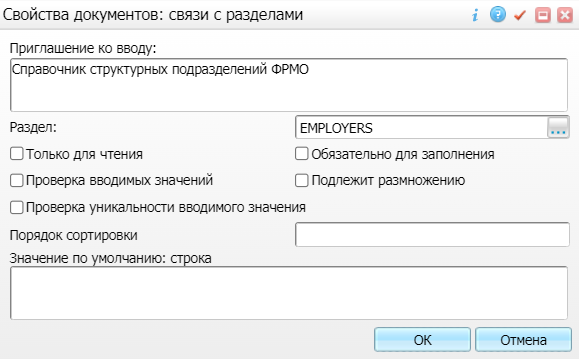 Свойства документов: связи с разделами
Приглашение ко вводу:
Справочник структурных подразделений ФРМО
Раздел: EMPLOYERS ...
Только для чтения Обязательно для заполнения
Проверка вводимых значений Подлежит размножению
Проверка уникальности вводимого значения
Порядок сортировки
Значение по умолчанию: строка
ОК Отмена